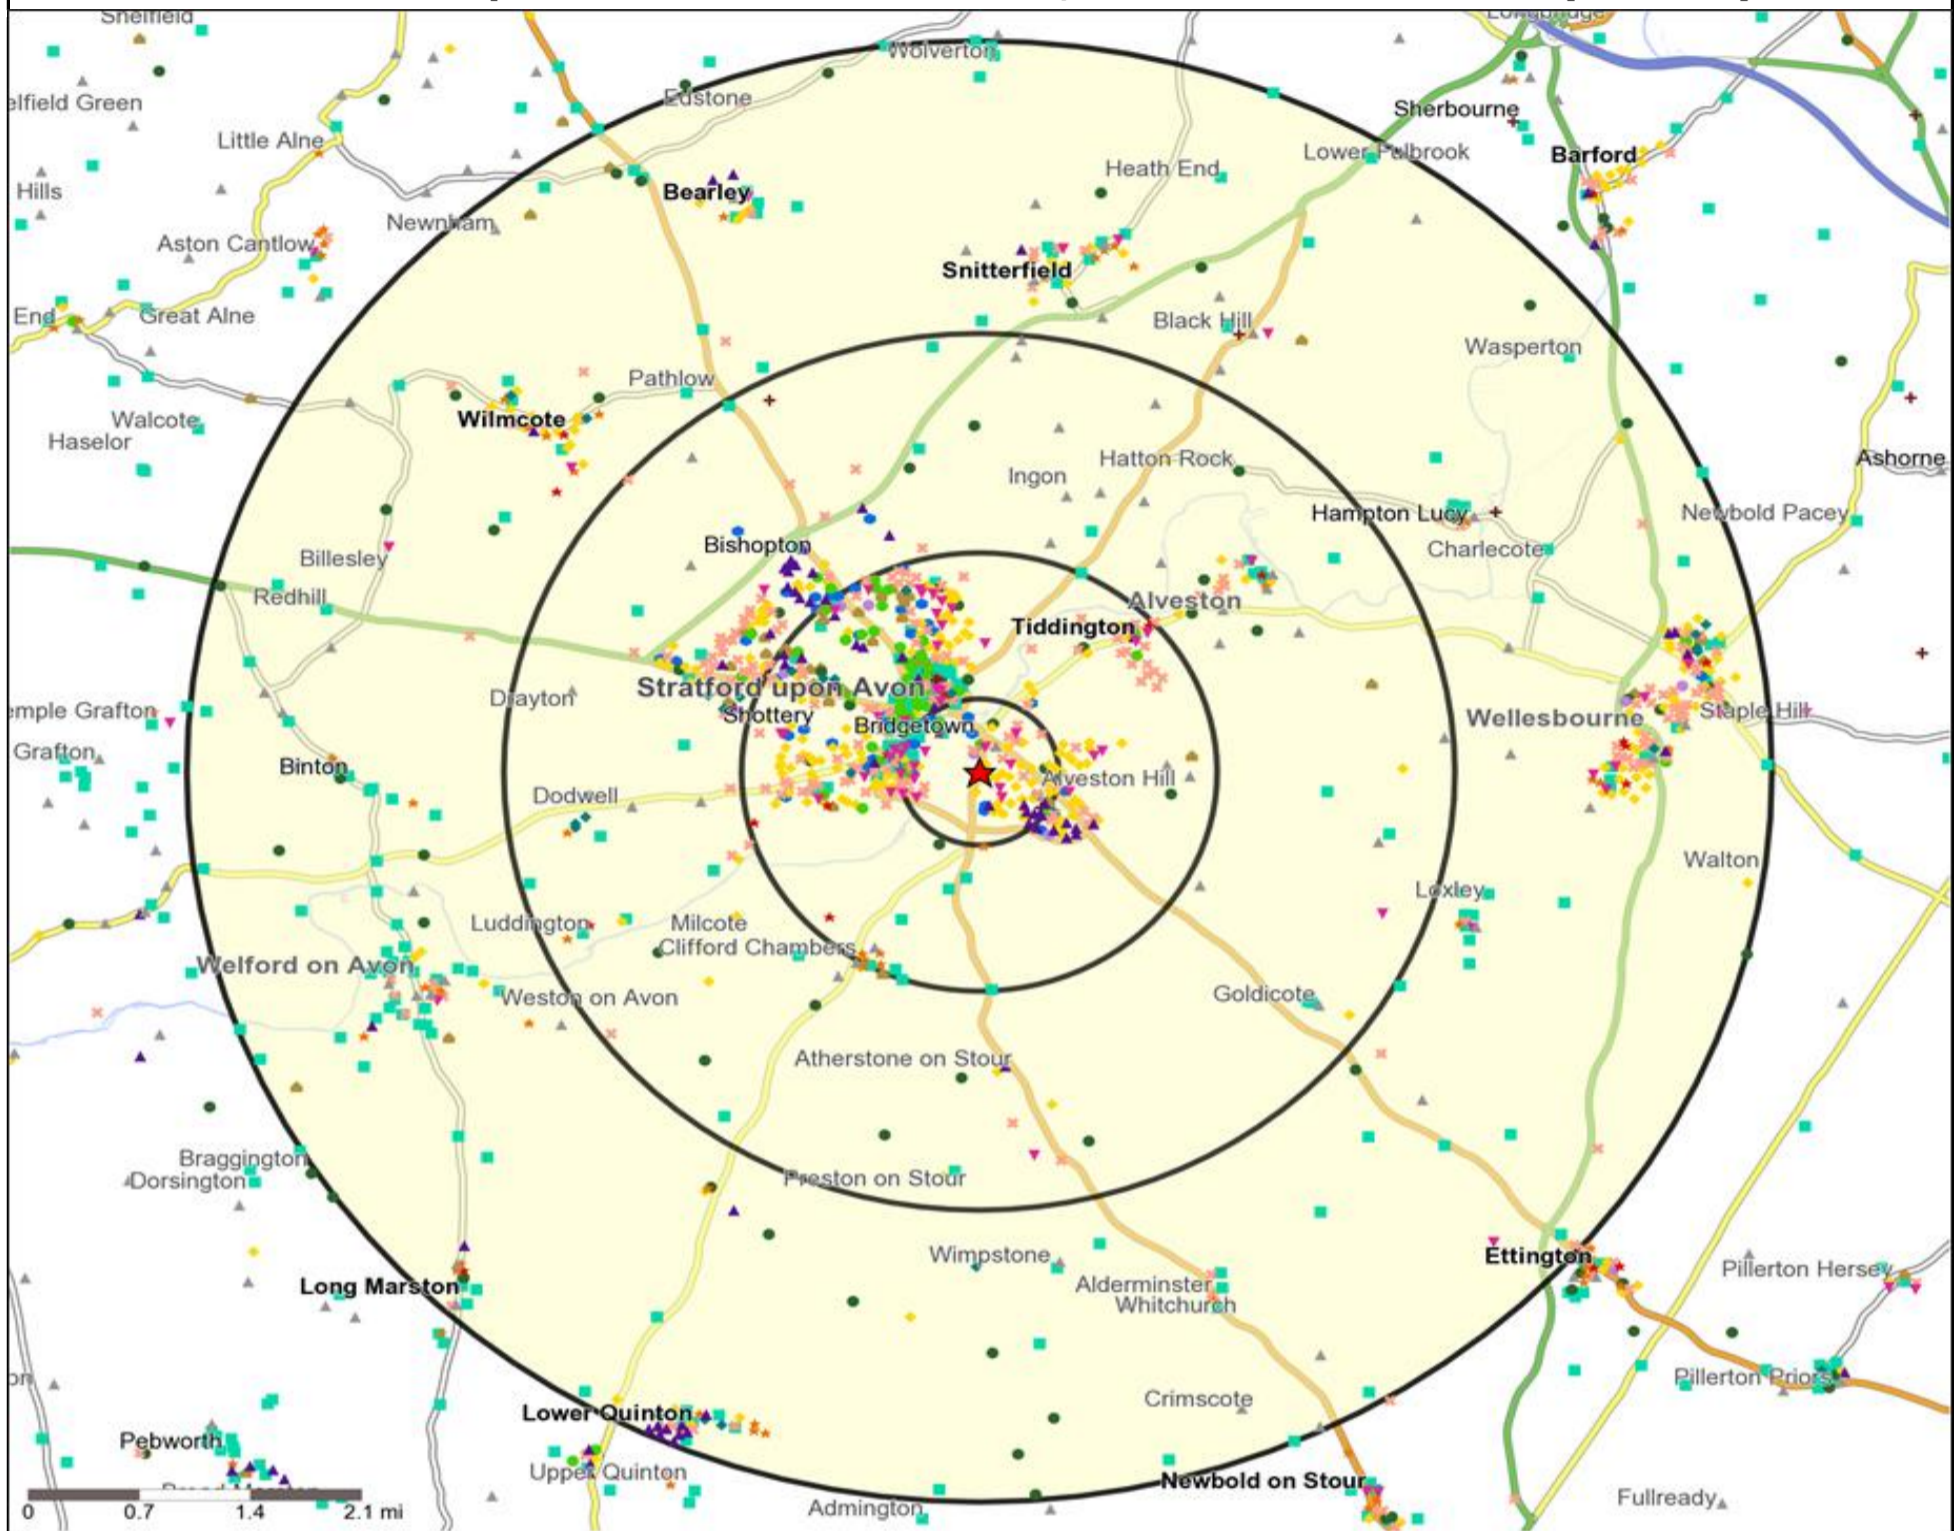 Shelfield
Wolverton
Edstone
elfield Green
Sherbourne
Little Alne
Lower Fulbrook
Barford
Heath End
Hills
Bearley
Newnham
Aston Cantlow
Snitterfield
End
Great Alne
Black Hill
Wasperton
Pathlow
Walcote
Wilmcote
Haselor
Hatton Rock
Ashorne
Ingon
Hampton Lucy
Newbold Pacey
Bishopton
Charlecote
Billesley
Redhill
Alveston
Tiddington
Stratford upon Avon
Drayton
emple Grafton
Shottery
Bridgetown
Wellesbourne
Staple Hill
Grafton
Binton
Alveston Hill
Dodwell
Walton
Loxley
Luddington
Milcote
Clifford Chambers
Welford on Avon
Weston on Avon
Goldicote
Atherstone on Stour
Braggington
Dorsington
Preston on Stour
Wimpstone
Ettington
Pillerton Hersey
Long Marston
Alderminster
Whitchurch
Pillerton Priors
on
Crimscote
Lower Quinton
Pebworth
Upper Quinton
Newbold on Stour
Fullready
Admington
0 0.7 1.4 2.1 mi